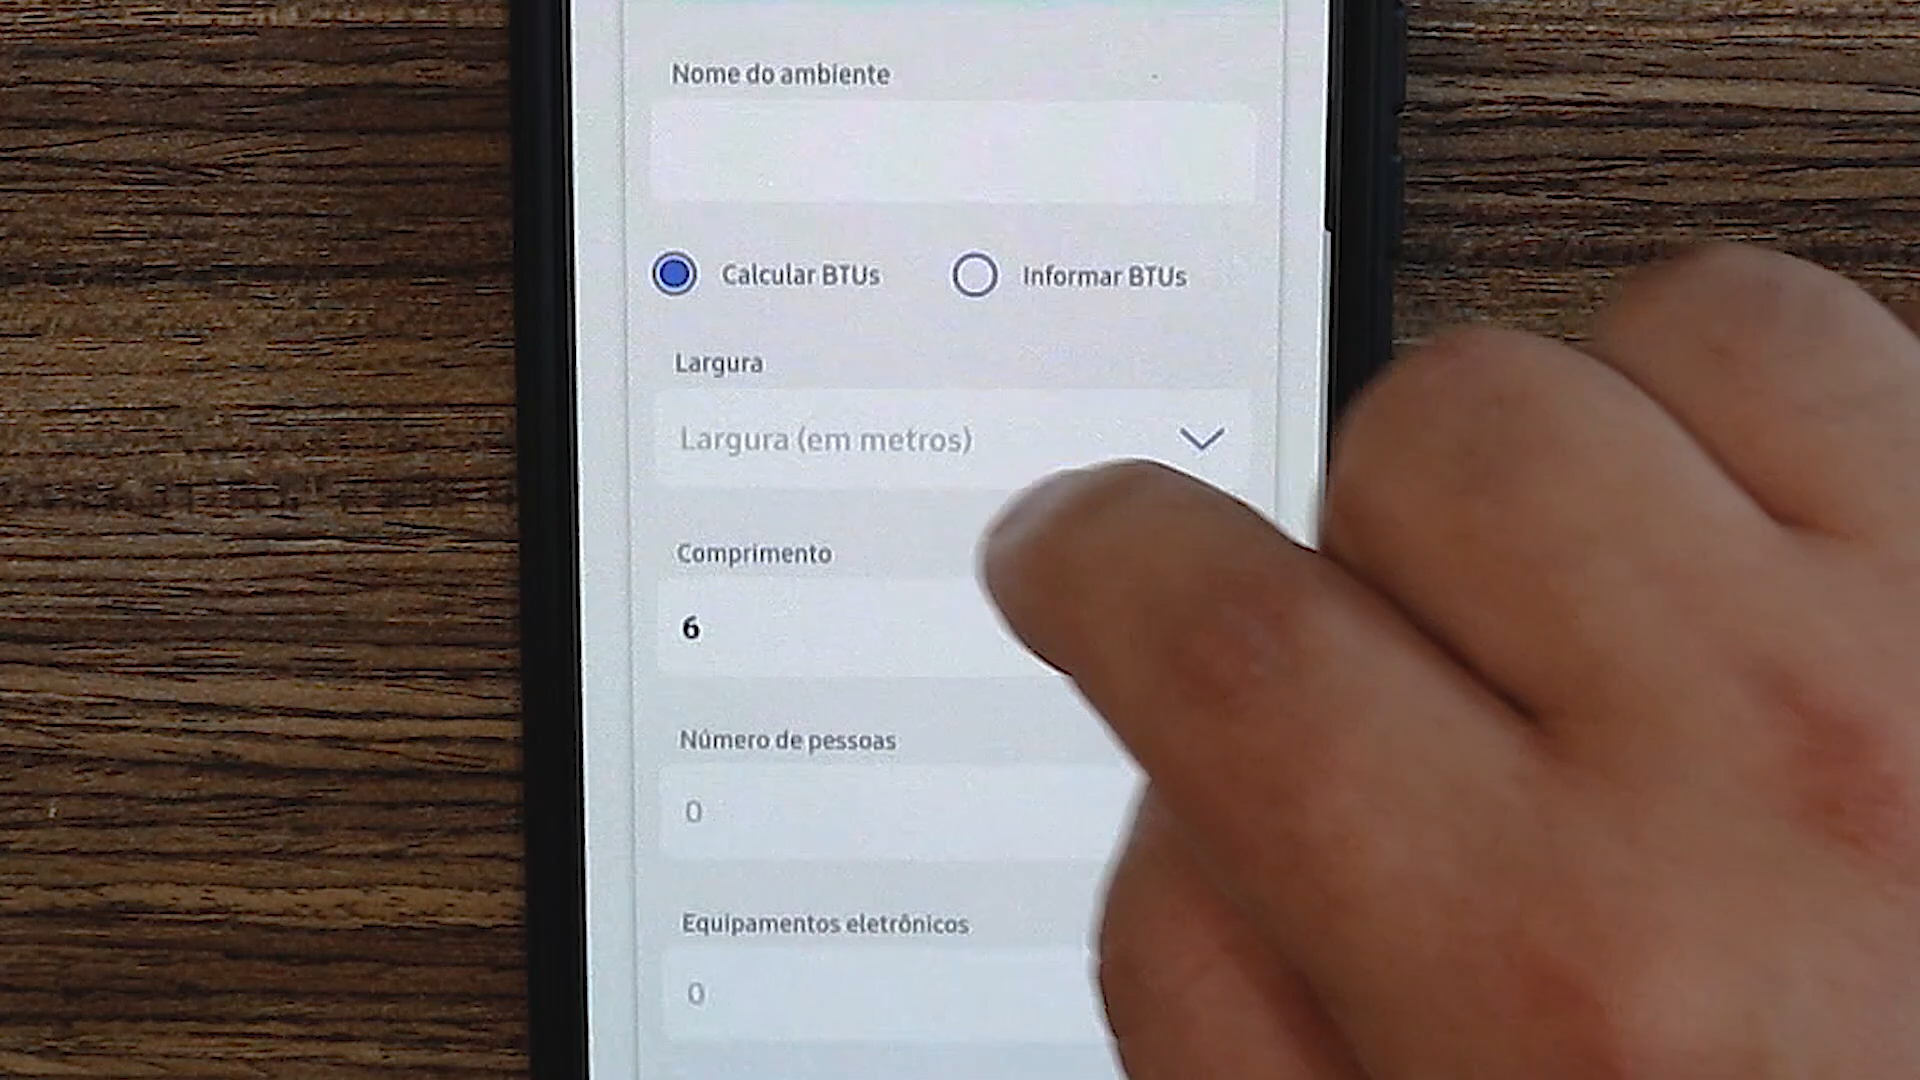 Nome do ambiente
Calcular BTUs
Informar BTUs
Largura
Largura (em metros)
Comprimento
6
Número de pessoas
0
Equipamentos eletrônicos
0